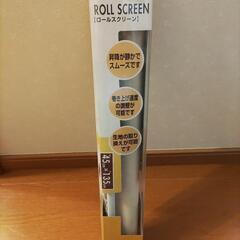 ROLL SCREEN
【ロールスクリーン】
昇降が静かで
スムーズです
巻き上げ速度
の調整が
可能です
生地の取り
換えが可能
です
45cm×135cm